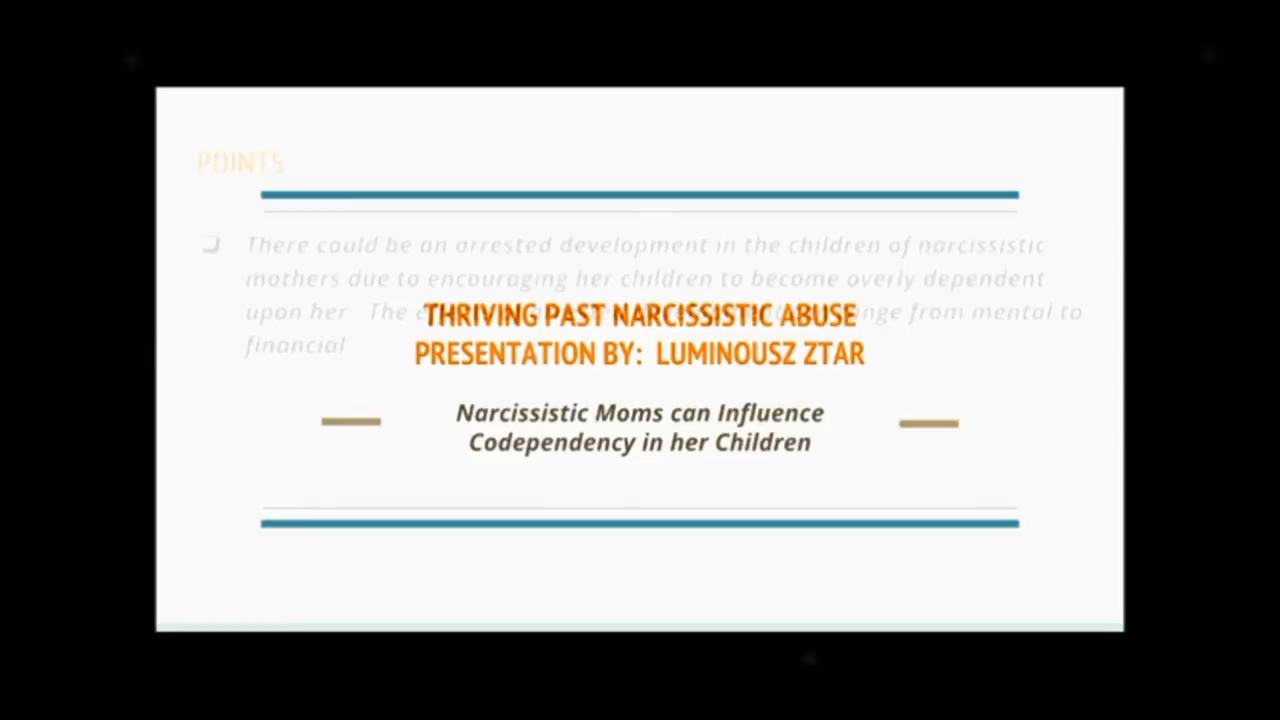 POINTS
There could be an arrested development in the children of narcissistic
mothers due to encouraging her children to become overly dependent
upon her The range from mental to
financial
THRIVING PAST NARCISSISTIC ABUSE
PRESENTATION BY: LUMINOUSZ ZTAR
Narcissistic Moms can Influence
Codependency in her Children